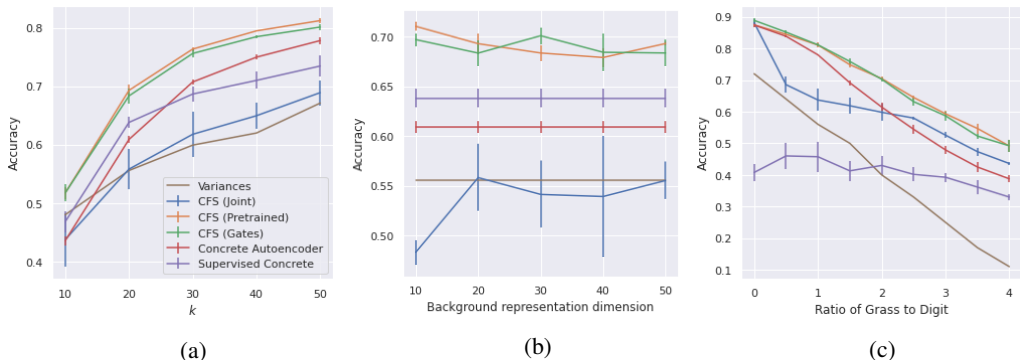 0.8
0.7
0.6
0.5
0.4
Accuracy
10
20
30
40
50
k
Variances
CFS (Joint)
CFS (Pretrained)
CFS (Gates)
Concrete Autoencoder
Supervised Concrete
(a)
0.70
0.65
0.60
0.55
0.50
Accuracy
10
20
30
40
50
Background representation dimension
(b)
0.9
0.8
0.7
0.6
0.5
0.4
0.3
0.2
0.1
Accuracy
0
1
2
3
4
Ratio of Grass to Digit
(c)